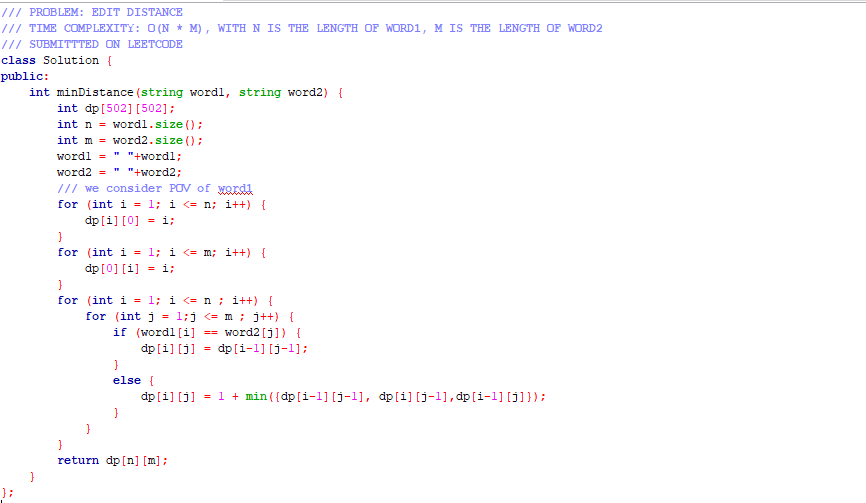 /// PROBLEM: EDIT DISTANCE
/// TIME COMPLEXITY: O(N * M), WITH N IS THE LENGTH OF WORD1, M IS THE LENGTH OF WORD2
/// SUBMITTTED ON LEETCODE
class Solution {
public:
    int minDistance(string word1, string word2) {
        int dp[502][502];
        int n = word1.size();
        int m = word2.size();
        word1 = " "+word1;
        word2 = " "+word2;
        /// we consider POV of word1
        for (int i = 1; i <= n; i++) {
            dp[i][0] = i;
        }
        for (int i = 1; i <= m; i++) {
            dp[0][i] = i;
        }
        for (int i = 1; i <= n ; i++) {
            for (int j = 1;j <= m ; j++) {
                if (word1[i] == word2[j]) {
                    dp[i][j] = dp[i-1][j-1];
                }
                else {
                    dp[i][j] = 1 + min({dp[i-1][j-1], dp[i][j-1],dp[i-1][j]});
                }
            }
        }
        return dp[n][m];
    }
};